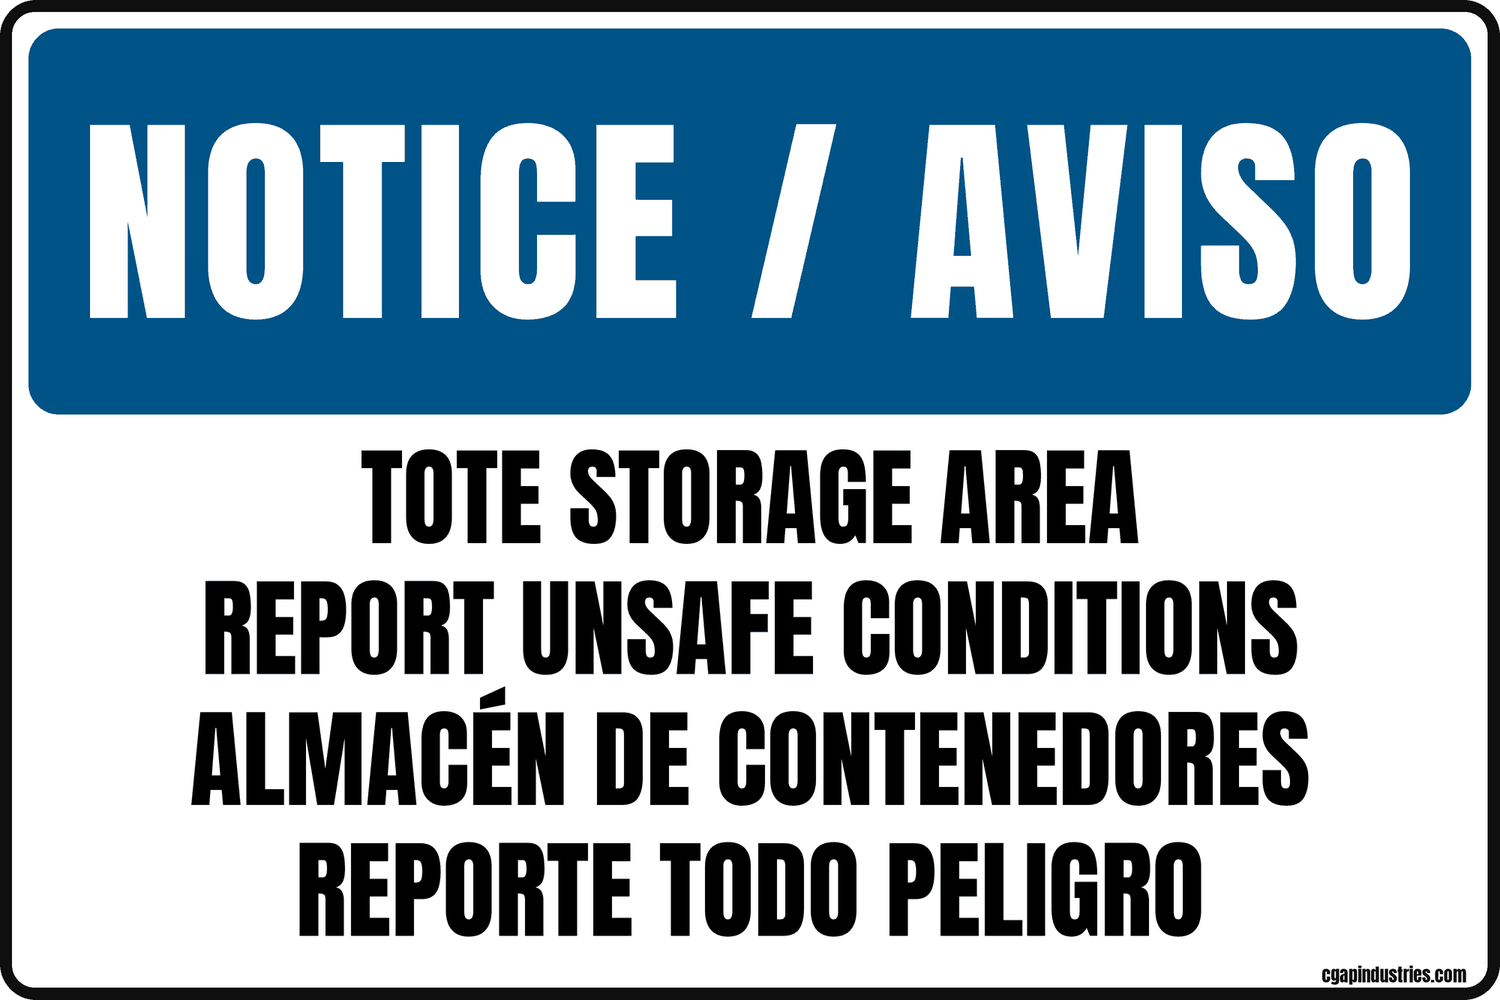 NOTICE / AVISO
TOTE STORAGE AREA
REPORT UNSAFE CONDITIONS
ALMACÉN DE CONTENEDORES
REPORTE TODO PELIGRO
cgapindustries.com